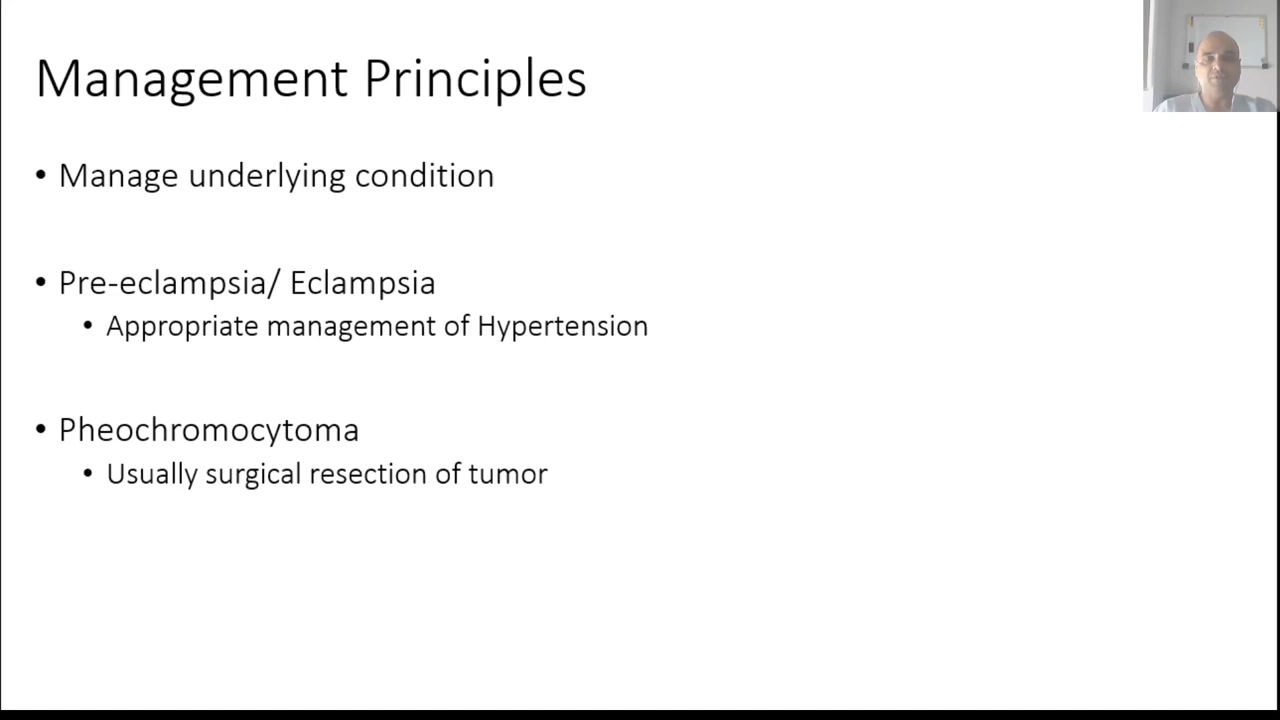 Management Principles
• Manage underlying condition
• Pre-eclampsia/ Eclampsia
• Appropriate management of Hypertension
• Pheochromocytoma
• Usually surgical resection of tumor